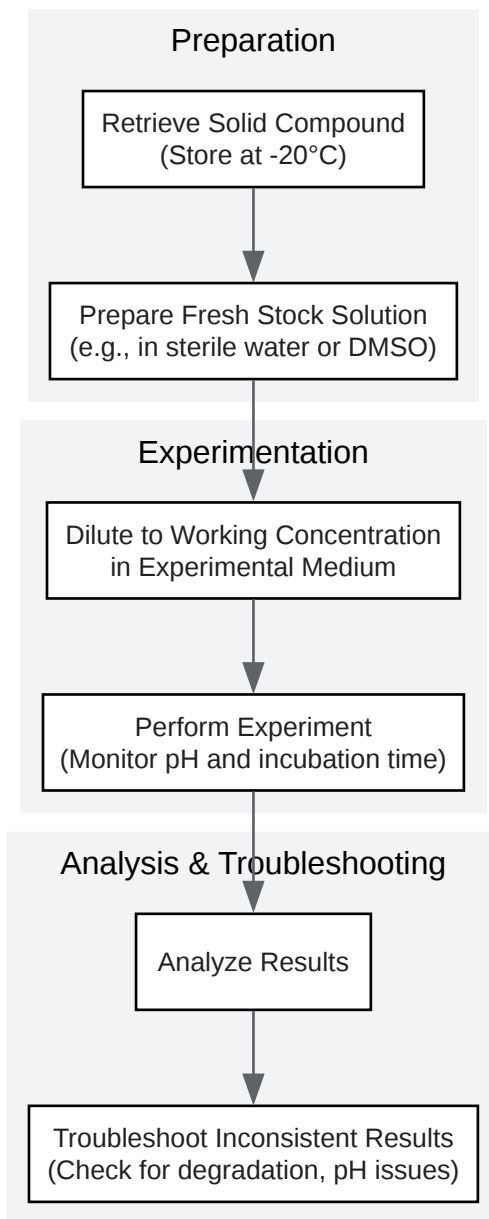 Preparation
Retrieve Solid Compound
(Store at -20°C)
Prepare Fresh Stock Solution
(e.g., in sterile water or DMSO)
Experimentation
Dilute to Working Concentration
in Experimental Medium
Perform Experiment
(Monitor pH and incubation time)
Analysis & Troubleshooting
Analyze Results
Troubleshoot Inconsistent Results
(Check for degradation, pH issues)